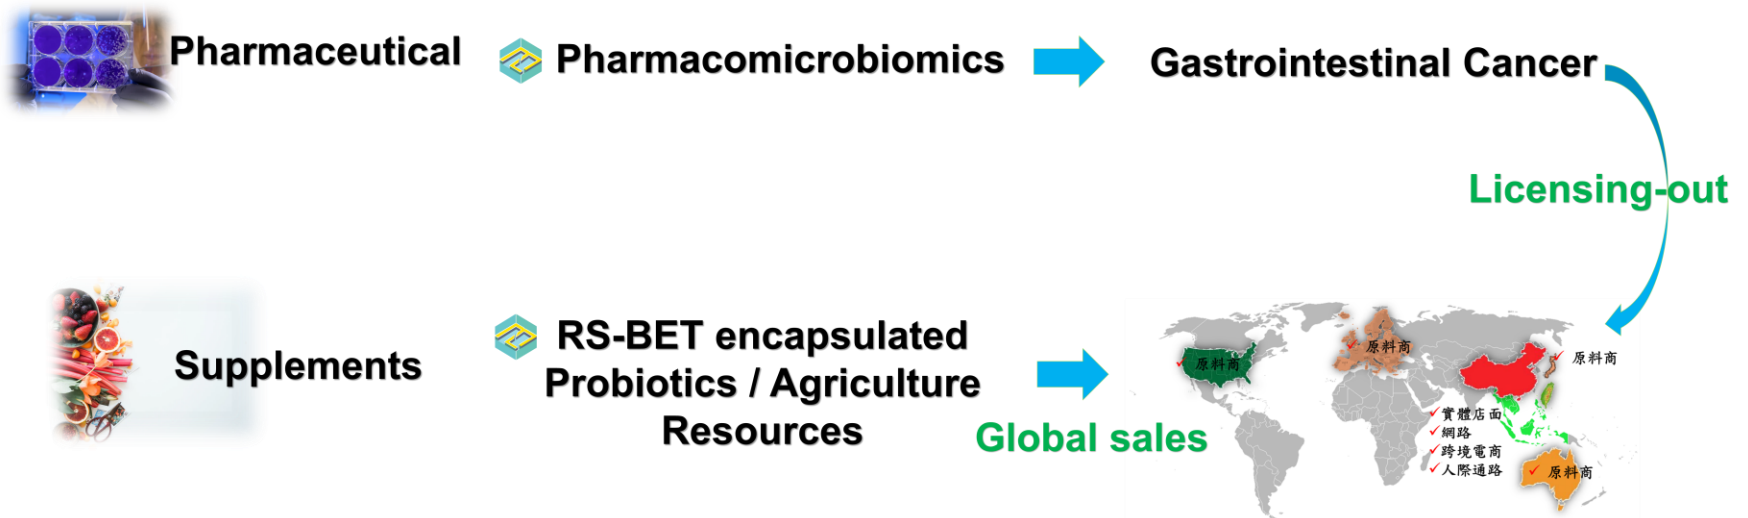 Pharmaceutical
Pharmacomicrobiomics
Gastrointestinal Cancer
Licensing-out
Supplements
RS-BET encapsulated
Probiotics / Agriculture
Resources
Global sales
原料商
原料商
原料商
實體店面
網路
跨境電商
人際通路
原料商